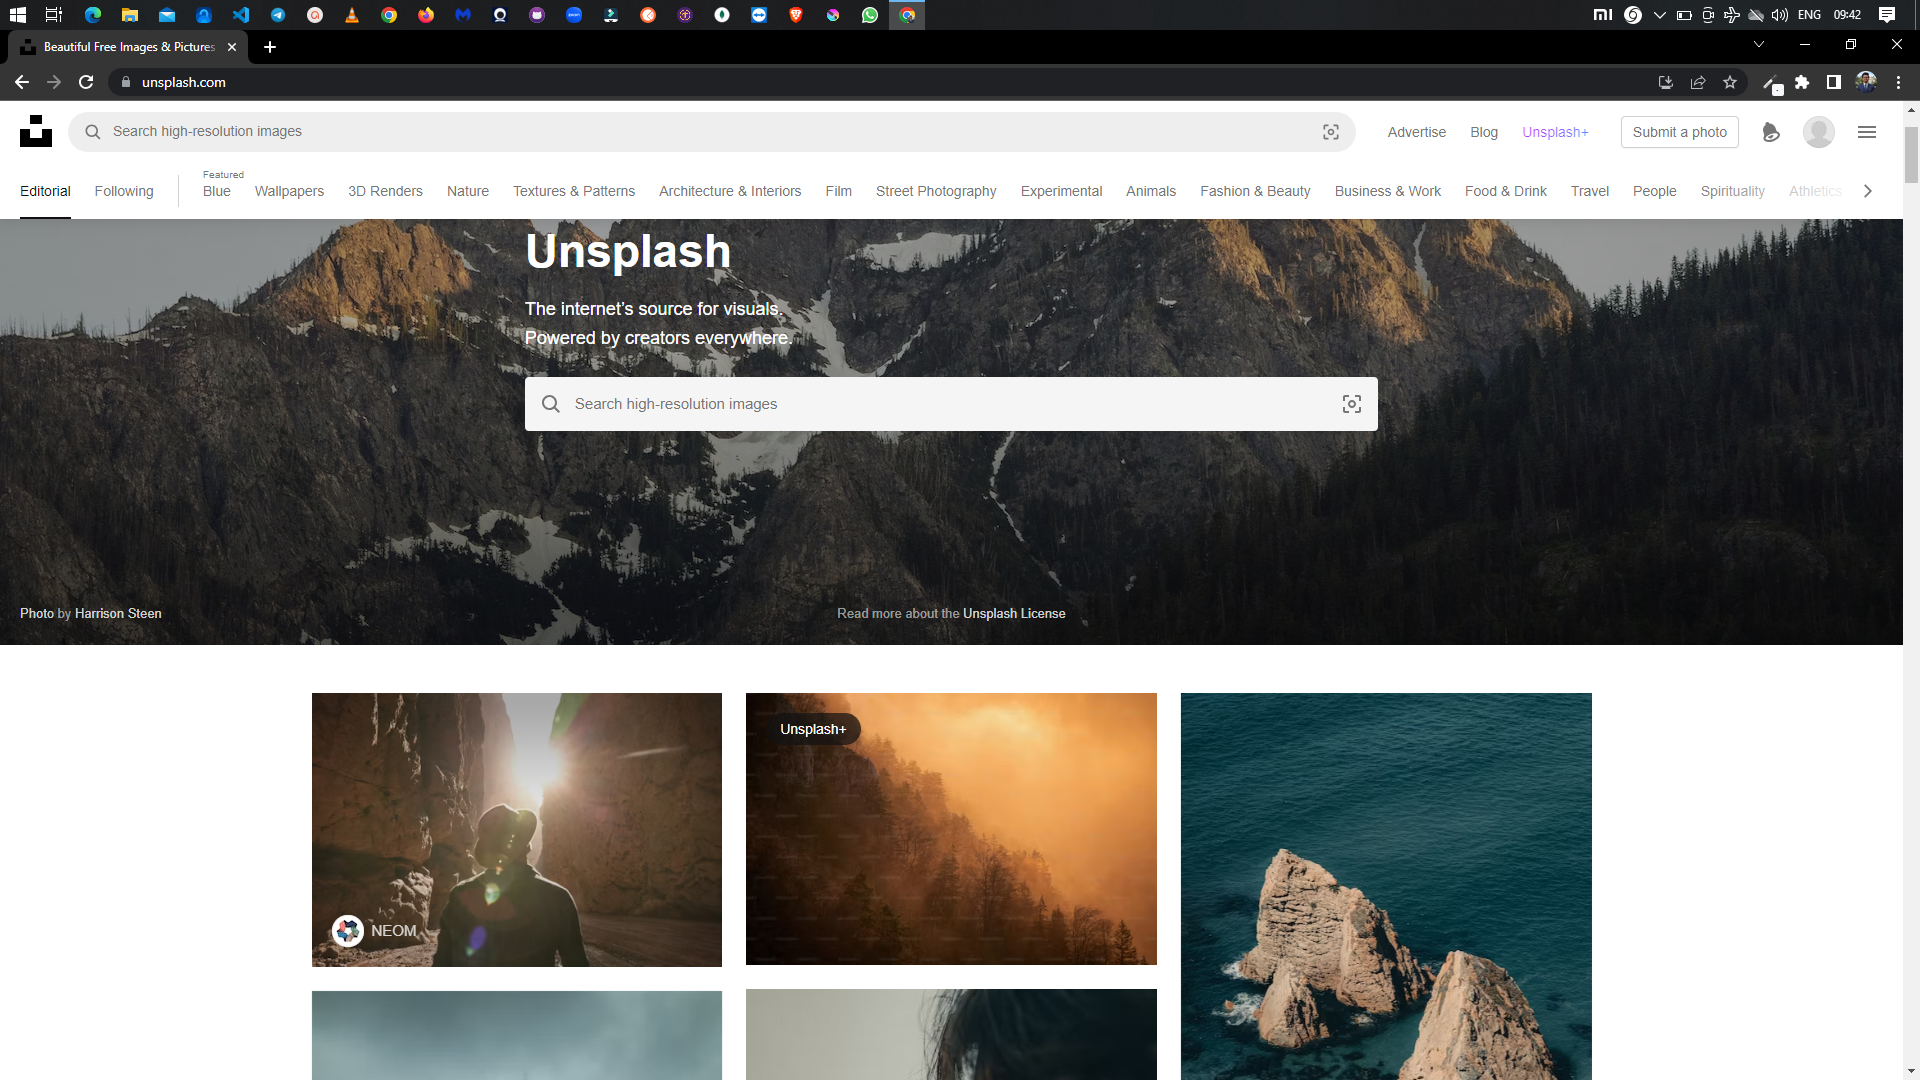 ENG 09:42
Beautiful Free Images & Pictures
unsplash.com
Search high-resolution images
Advertise Blog Unsplash+ Submit a photo
Editorial Following
Featured
Blue Wallpapers 3D Renders Nature Textures & Patterns Architecture & Interiors Film Street Photography Experimental Animals Fashion & Beauty Business & Work Food & Drink Travel People Spirituality Athletics
Unsplash
The internet’s source for visuals.
Powered by creators everywhere.
Search high-resolution images
Photo by Harrison Steen
Read more about the Unsplash License
Unsplash+
NEOM